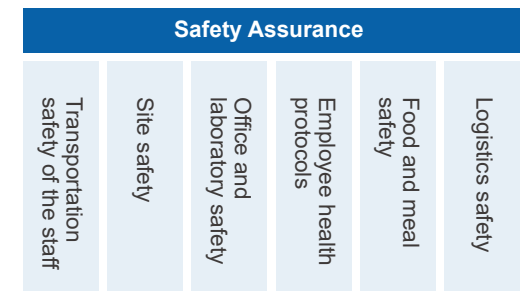 Safety Assurance
Transportation
safety of the staff
Site safety
Office and
laboratory safety
Employee health
protocols
Food and meal
safety
Logistics safety